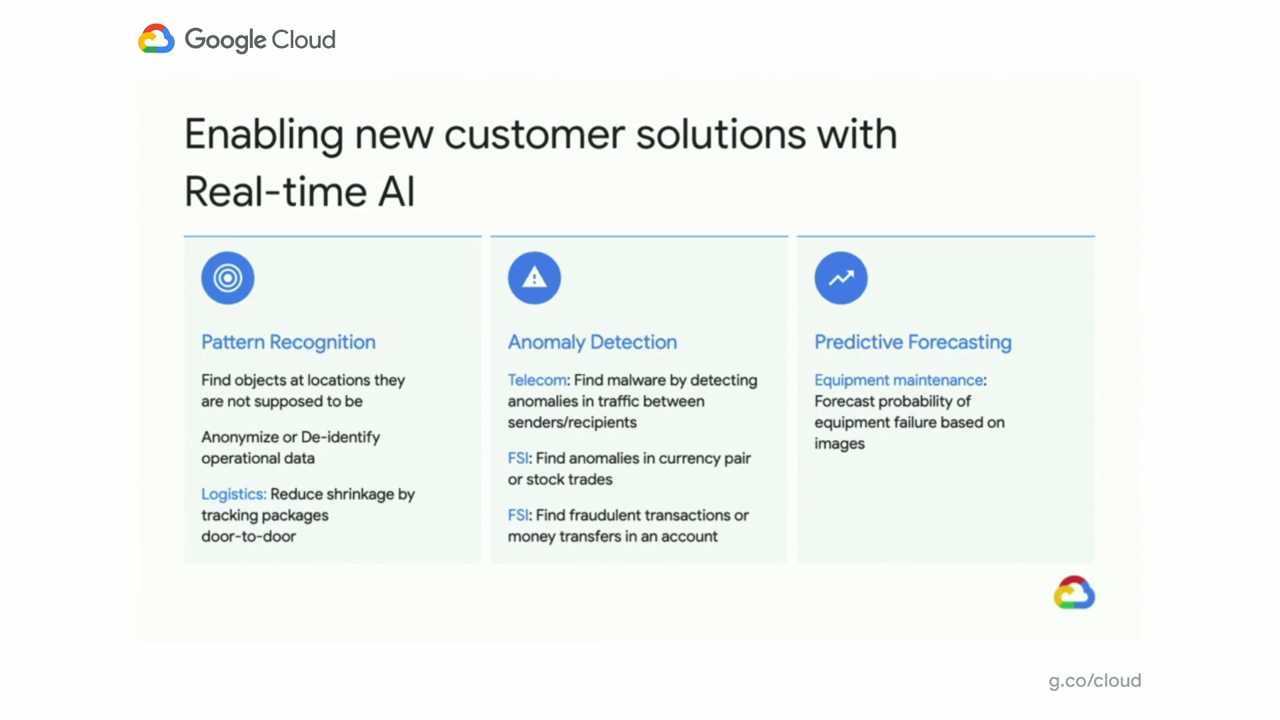 Google Cloud
Enabling new customer solutions with
Real-time AI
Pattern Recognition
Find objects at locations they
are not supposed to be
Anonymize or De-identify
operational data
Logistics: Reduce shrinkage by
tracking packages
door-to-door
Anomaly Detection
Telecom: Find malware by detecting
anomalies in traffic between
senders/recipients
FSI: Find anomalies in currency pair
or stock trades
FSI: Find fraudulent transactions or
money transfers in an account
Predictive Forecasting
Equipment maintenance:
Forecast probability of
equipment failure based on
images
g.co/cloud